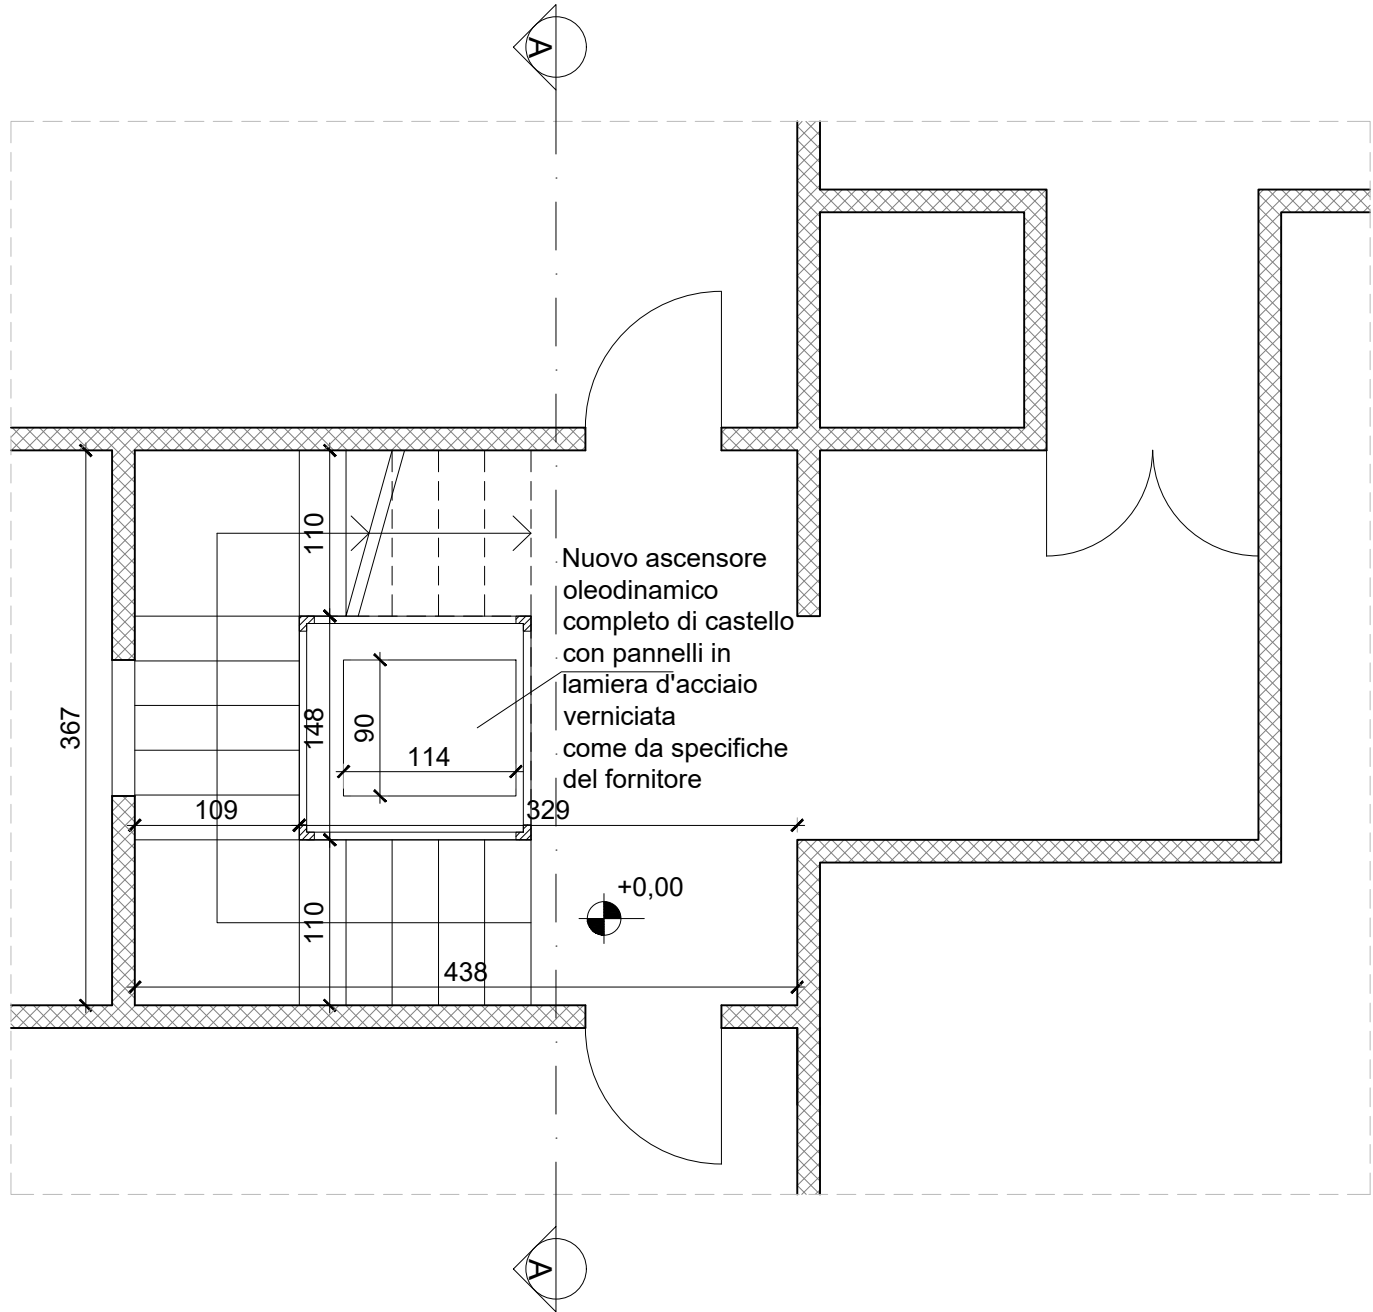 A
110
Nuovo ascensore
oleodinamico
completo di castello
con pannelli in
lamiera d'acciaio
verniciata
come da specifiche
del fornitore
367
148
90
114
109
329
+0,00
110
438
A